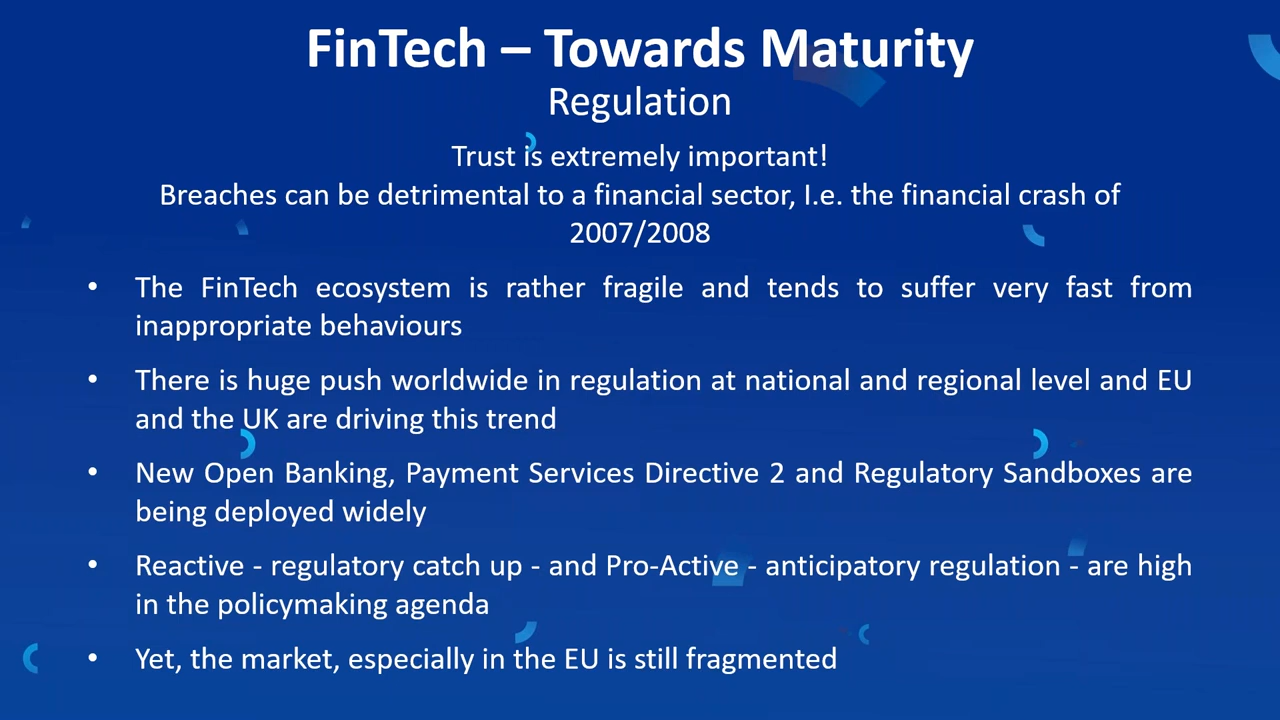 FinTech – Towards Maturity
Regulation
Trust is extremely important!
Breaches can be detrimental to a financial sector, I.e. the financial crash of
2007/2008
• The FinTech ecosystem is rather fragile and tends to suffer very fast from
inappropriate behaviours
• There is huge push worldwide in regulation at national and regional level and EU
and the UK are driving this trend
• New Open Banking, Payment Services Directive 2 and Regulatory Sandboxes are
being deployed widely
• Reactive - regulatory catch up - and Pro-Active - anticipatory regulation - are high
in the policymaking agenda
• Yet, the market, especially in the EU is still fragmented